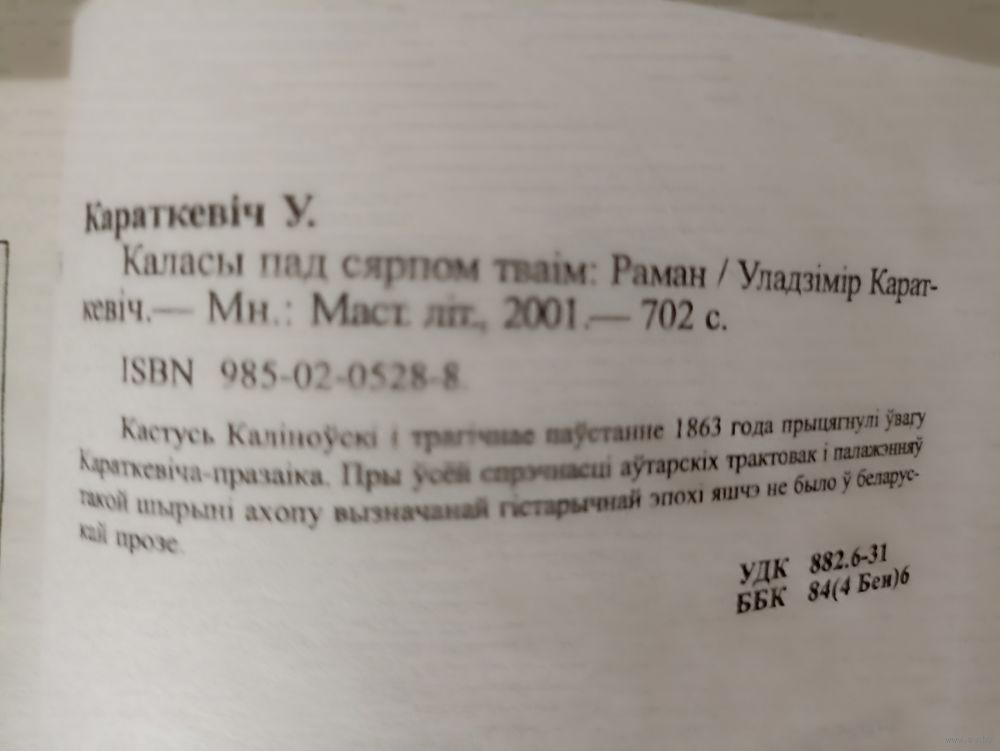 Караткевіч У.
Каласы пад сярпом тваім: Раман / Уладзімір Карат-
кевіч.— Мн.: Маст. літ., 2001.— 702 с.
ISBN 985-02-0528-8
Кастусь Каліноўскі і трагічнае паўстанне 1863 года прыцягнулі ўвагу
Караткевіча-празаіка. Пры ўсёй спрэчнасці аўтарскіх трактовак і палажэнняў
такой шырыні ахопу вызначанай гістарычнай эпохі яшчэ не было ў беларус-
кай прозе.
УДК 882.6-31
ББК 84(4 Беи)6